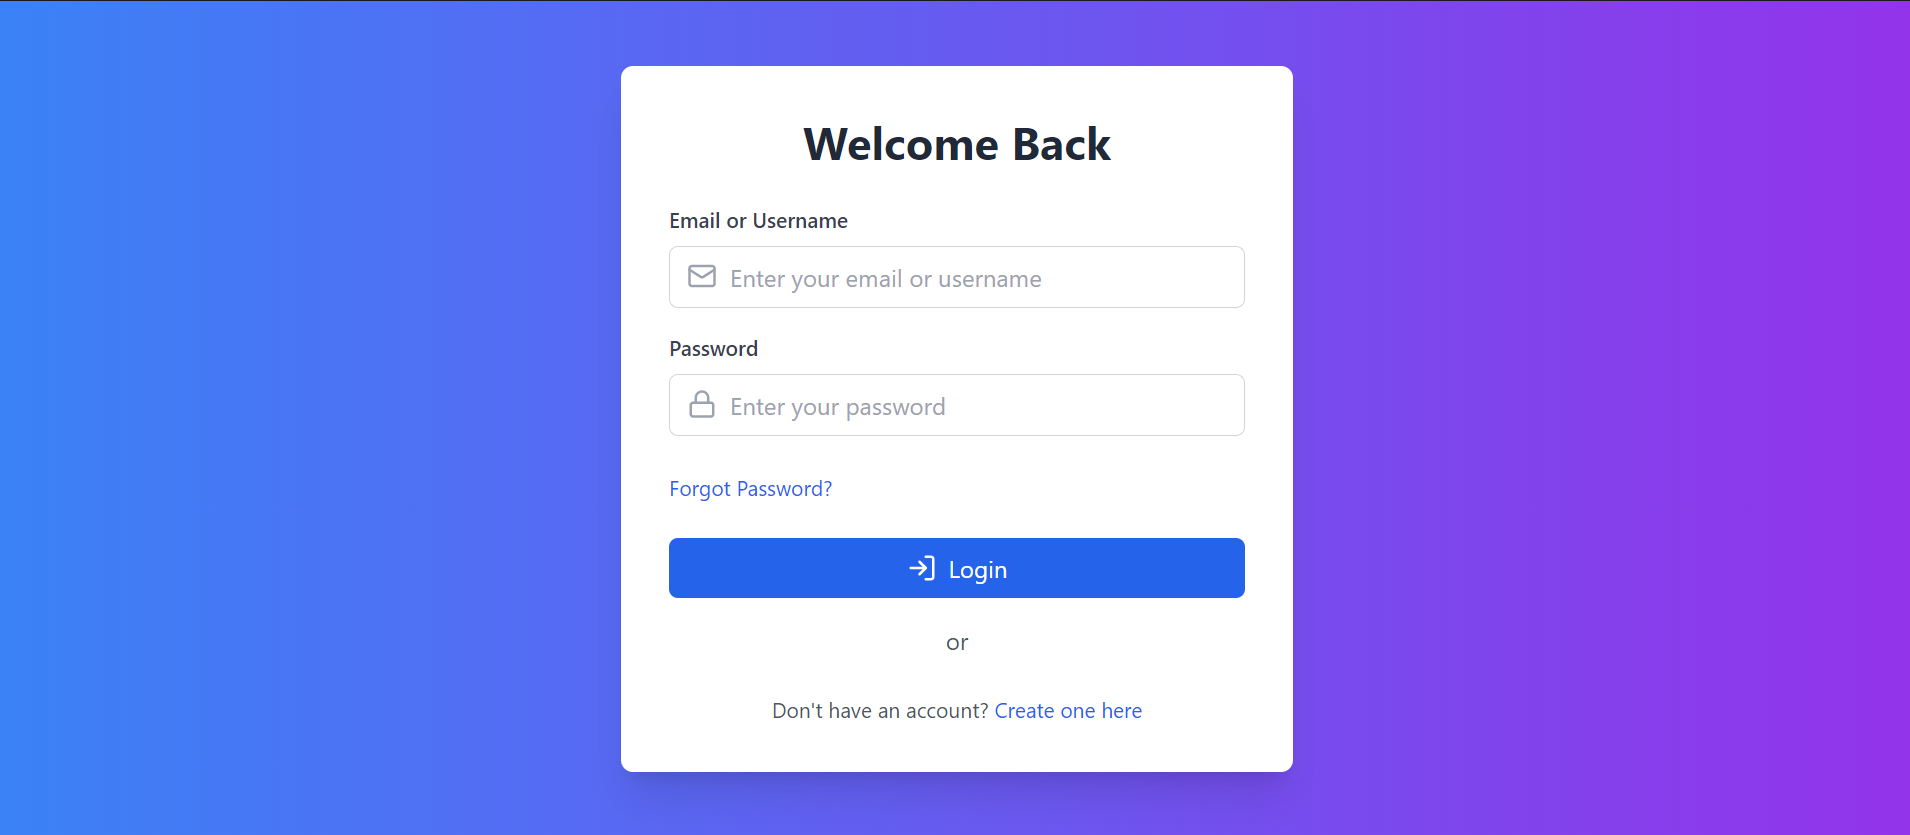 Welcome Back
Email or Username
Enter your email or username
Password
Enter your password
Forgot Password?
Login
or
Don't have an account? Create one here